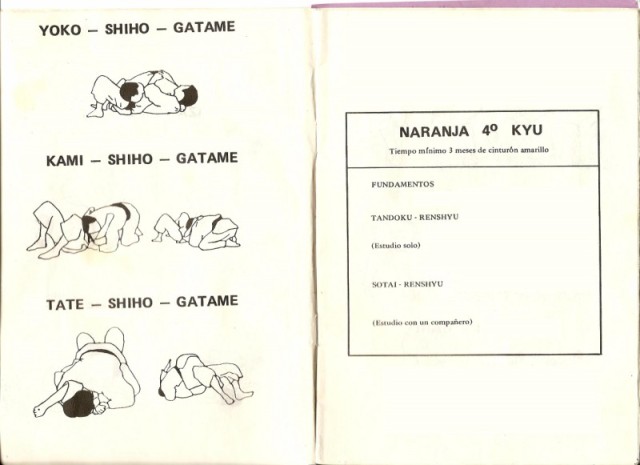 YOKO – SHIHO – GATAME
KAMI – SHIHO – GATAME
TATE – SHIHO – GATAME
NARANJA 4º KYU
Tiempo mínimo 3 meses de cinturón amarillo
FUNDAMENTOS
TANDOKU - RENSHYU
(Estudio solo)
SOTAI - RENSHYU
(Estudio con un compañero)